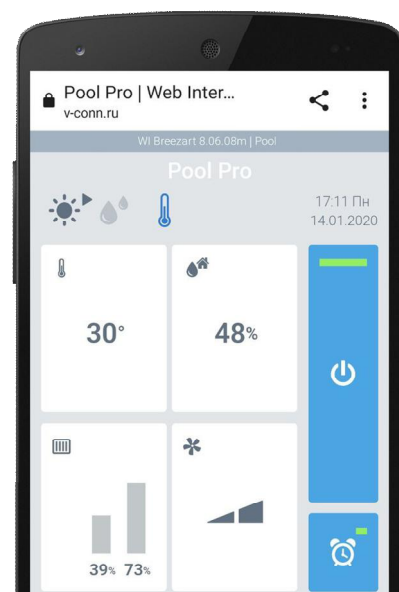 Pool Pro | Web Inter...
v-conn.ru
WI Breezart 8.06.08m | Pool
Pool Pro
17:11 Пн
14.01.2020
30°
48%
39% 73%